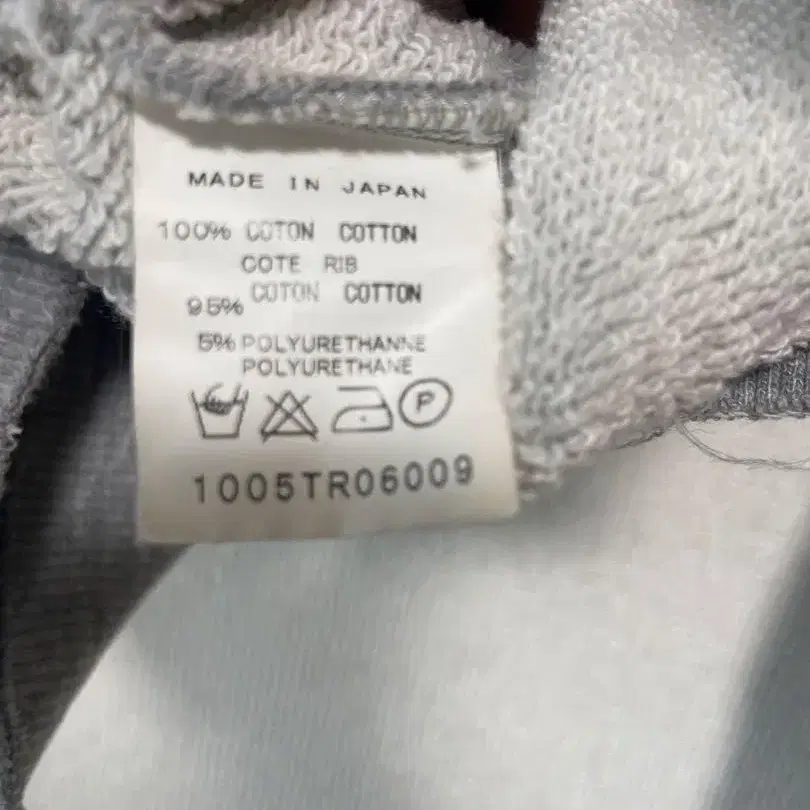 MADE IN JAPAN
100% COTON COTTON
COTE RIB
95% COTON COTTON
5% POLYURETHANNE
POLYURETHANE
P
1005TR06009